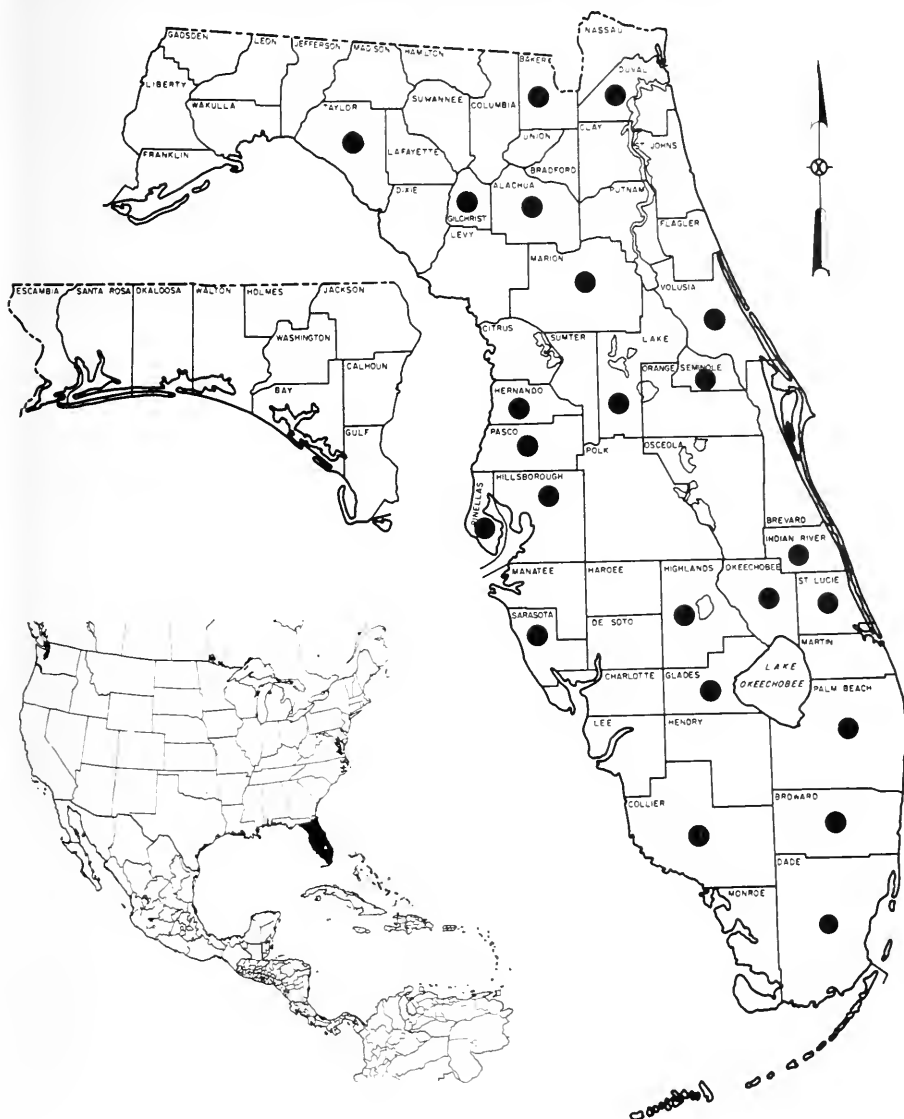 NASSAU
GADSDEN
LEON
JEFFERSON
MADISON
HAMILTON
BAKER
DUVAL
LIBERTY
WAKULLA
TAYLOR
SUWANNEE
COLUMBIA
UNION
CLAY
ST JOHNS
FRANKLIN
LAFAYETTE
BRADFORD
DIXIE
ALACHUA
PUTNAM
GILCHRIST
FLAGLER
LEVY
MARION
VOLUSIA
ESCAMBIA
SANTA ROSA
OKALOOSA
WALTON
HOLMES
JACKSON
WASHINGTON
CALHOUN
BAY
GULF
CITRUS
SUMTER
LAKE
ORANGE
SEMINOLE
HERNANDO
PASCO
POLK
OSCEOLA
HILLSBOROUGH
PINELLAS
BREVARD
INDIAN RIVER
MANATEE
HARDEE
HIGHLANDS
OKEECHOBEE
ST LUCIE
SARASOTA
DE SOTO
MARTIN
LAKE
OKEECHOBEE
CHARLOTTE
GLADES
PALM BEACH
LEE
HENDRY
COLLIER
BROWARD
DADE
MONROE